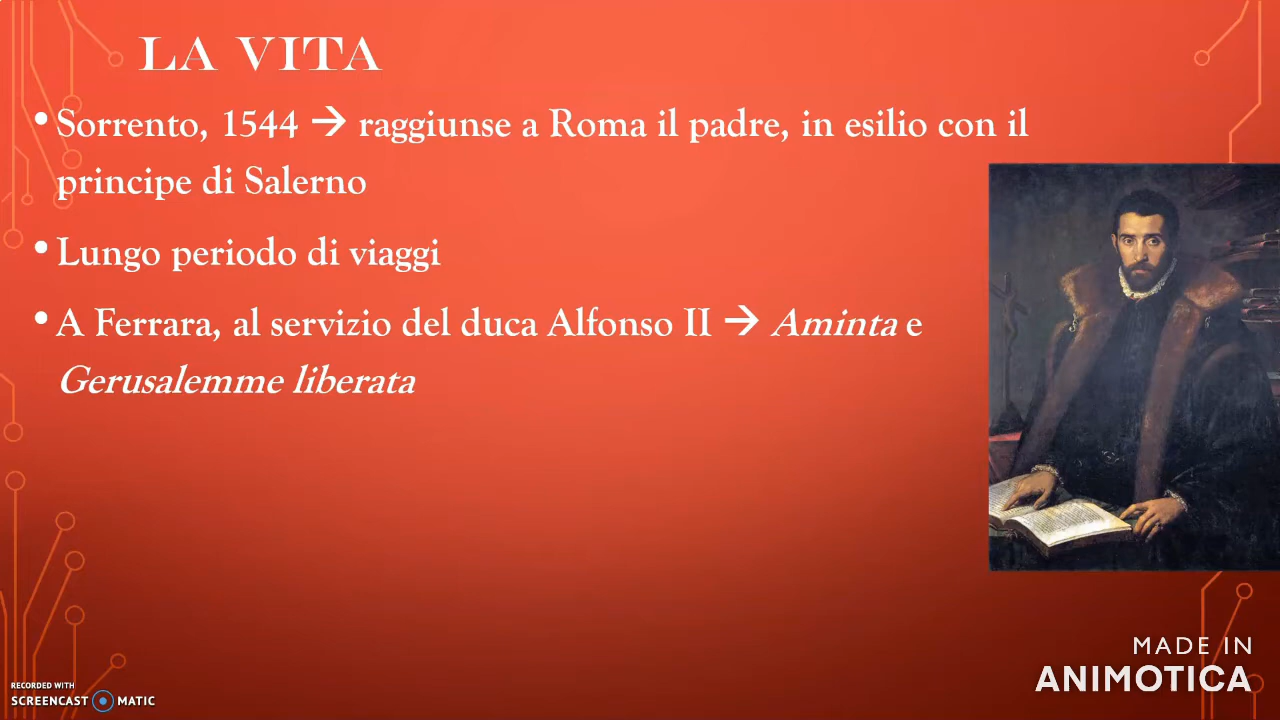 LA VITA
• Sorrento, 1544 → raggiunse a Roma il padre, in esilio con il
principe di Salerno
• Lungo periodo di viaggi
• A Ferrara, al servizio del duca Alfonso II → Aminta e
Gerusalemme liberata
MADE IN
ANIMOTICA
RECORDED WITH
SCREENCAST MATIC